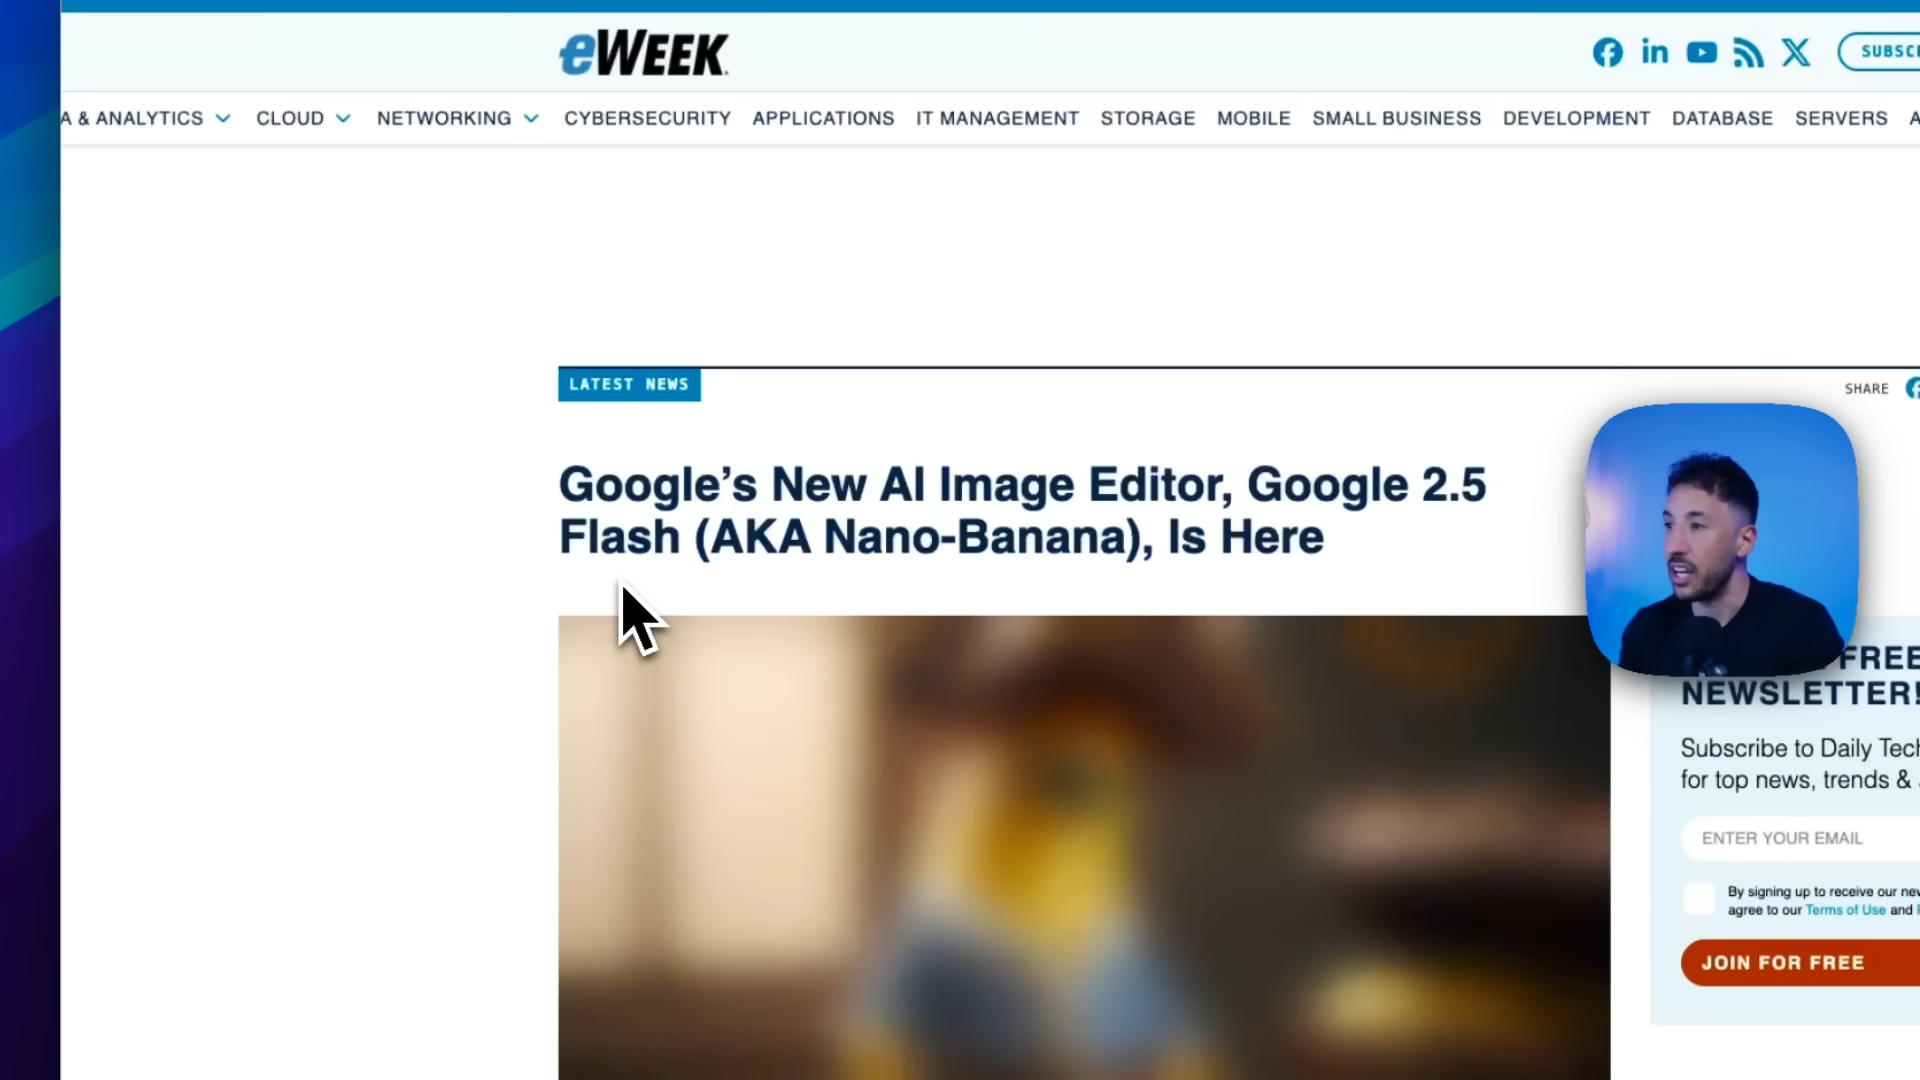 eWEEK
SUBSC
A & ANALYTICS CLOUD NETWORKING CYBERSECURITY APPLICATIONS IT MANAGEMENT STORAGE MOBILE SMALL BUSINESS DEVELOPMENT DATABASE SERVERS A
LATEST NEWS
SHARE
Google’s New AI Image Editor, Google 2.5
Flash (AKA Nano-Banana), Is Here
FREE
NEWSLETTER!
Subscribe to Daily Tech
for top news, trends &
ENTER YOUR EMAIL
By signing up to receive our new
agree to our Terms of Use and
JOIN FOR FREE